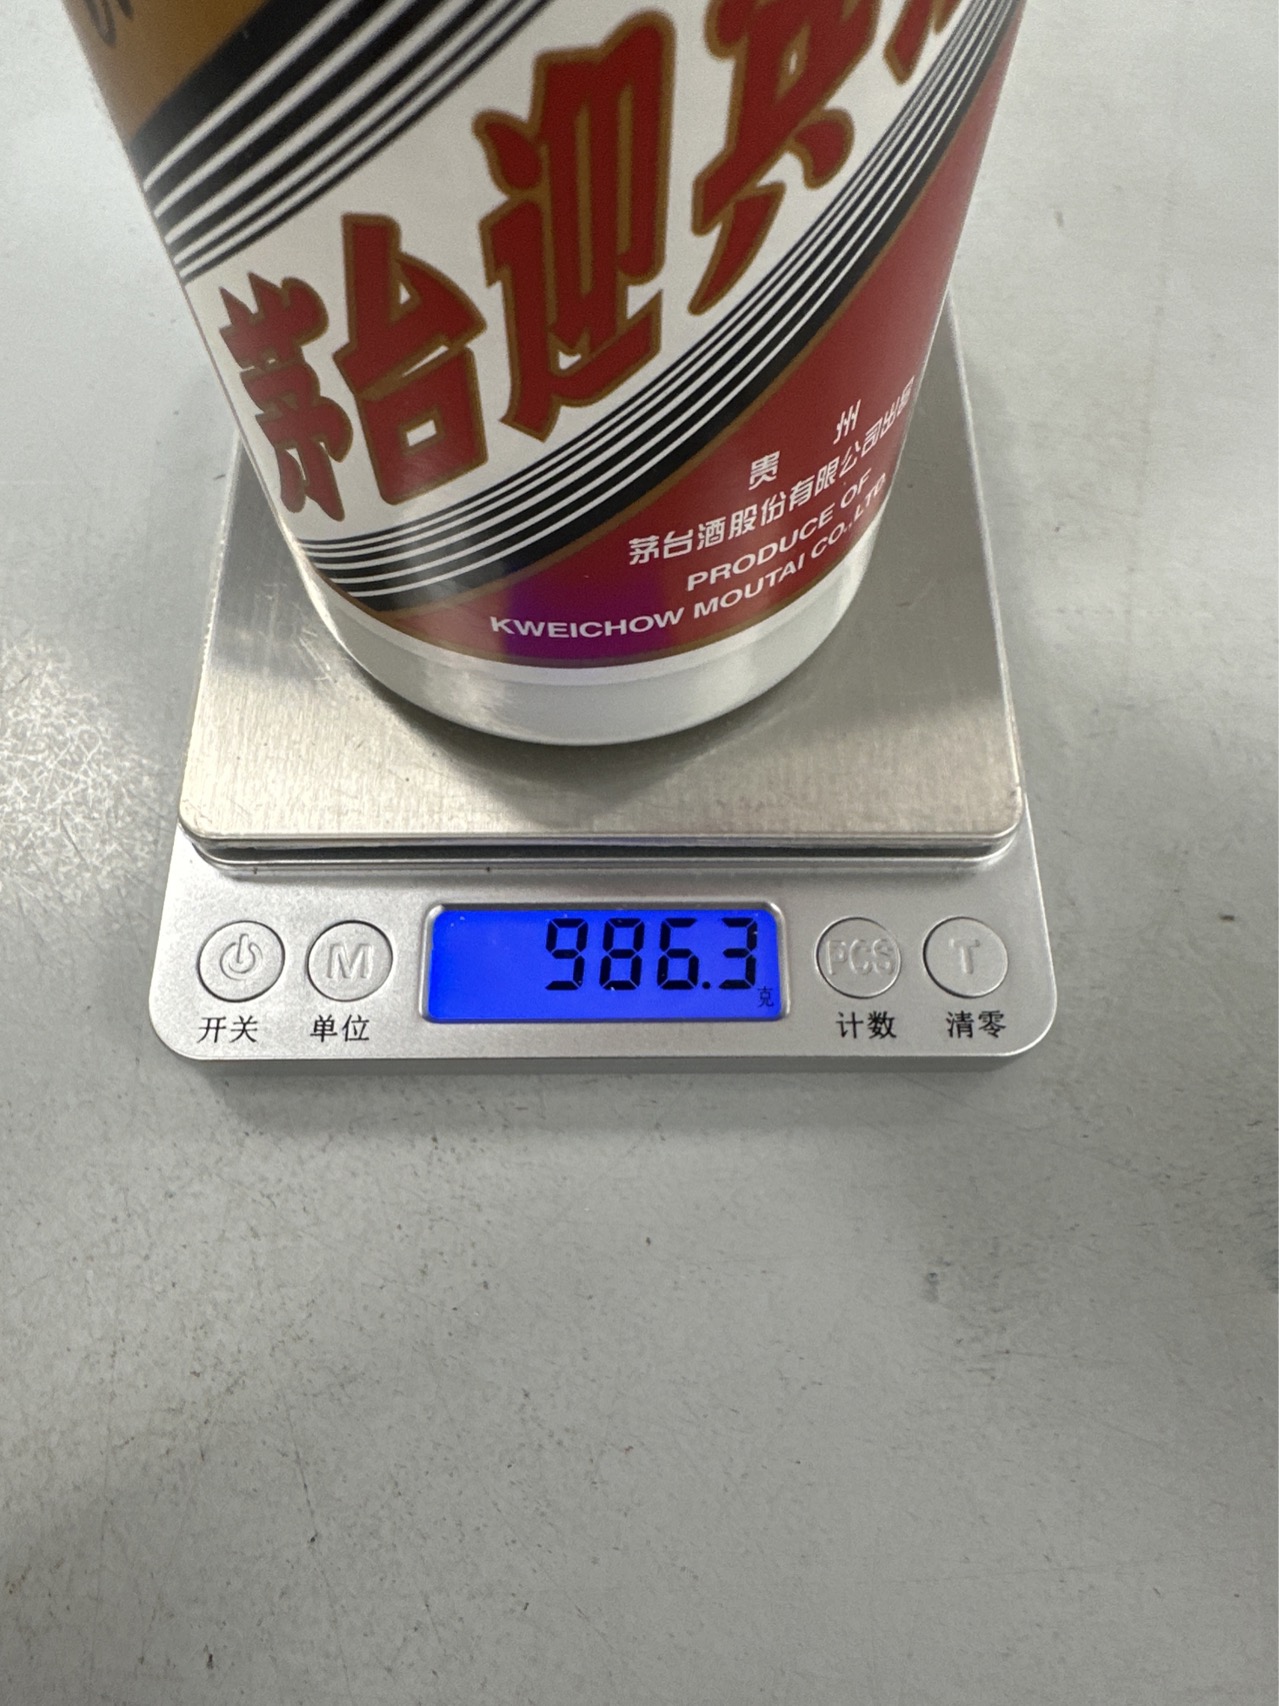 茅台迎宾
贵 州
茅台酒股份有限公司出品
PRODUCE OF
KWEICHOW MOUTAI CO.,LTD
986.3
克
M
PCS
T
开关
单位
计数
清零